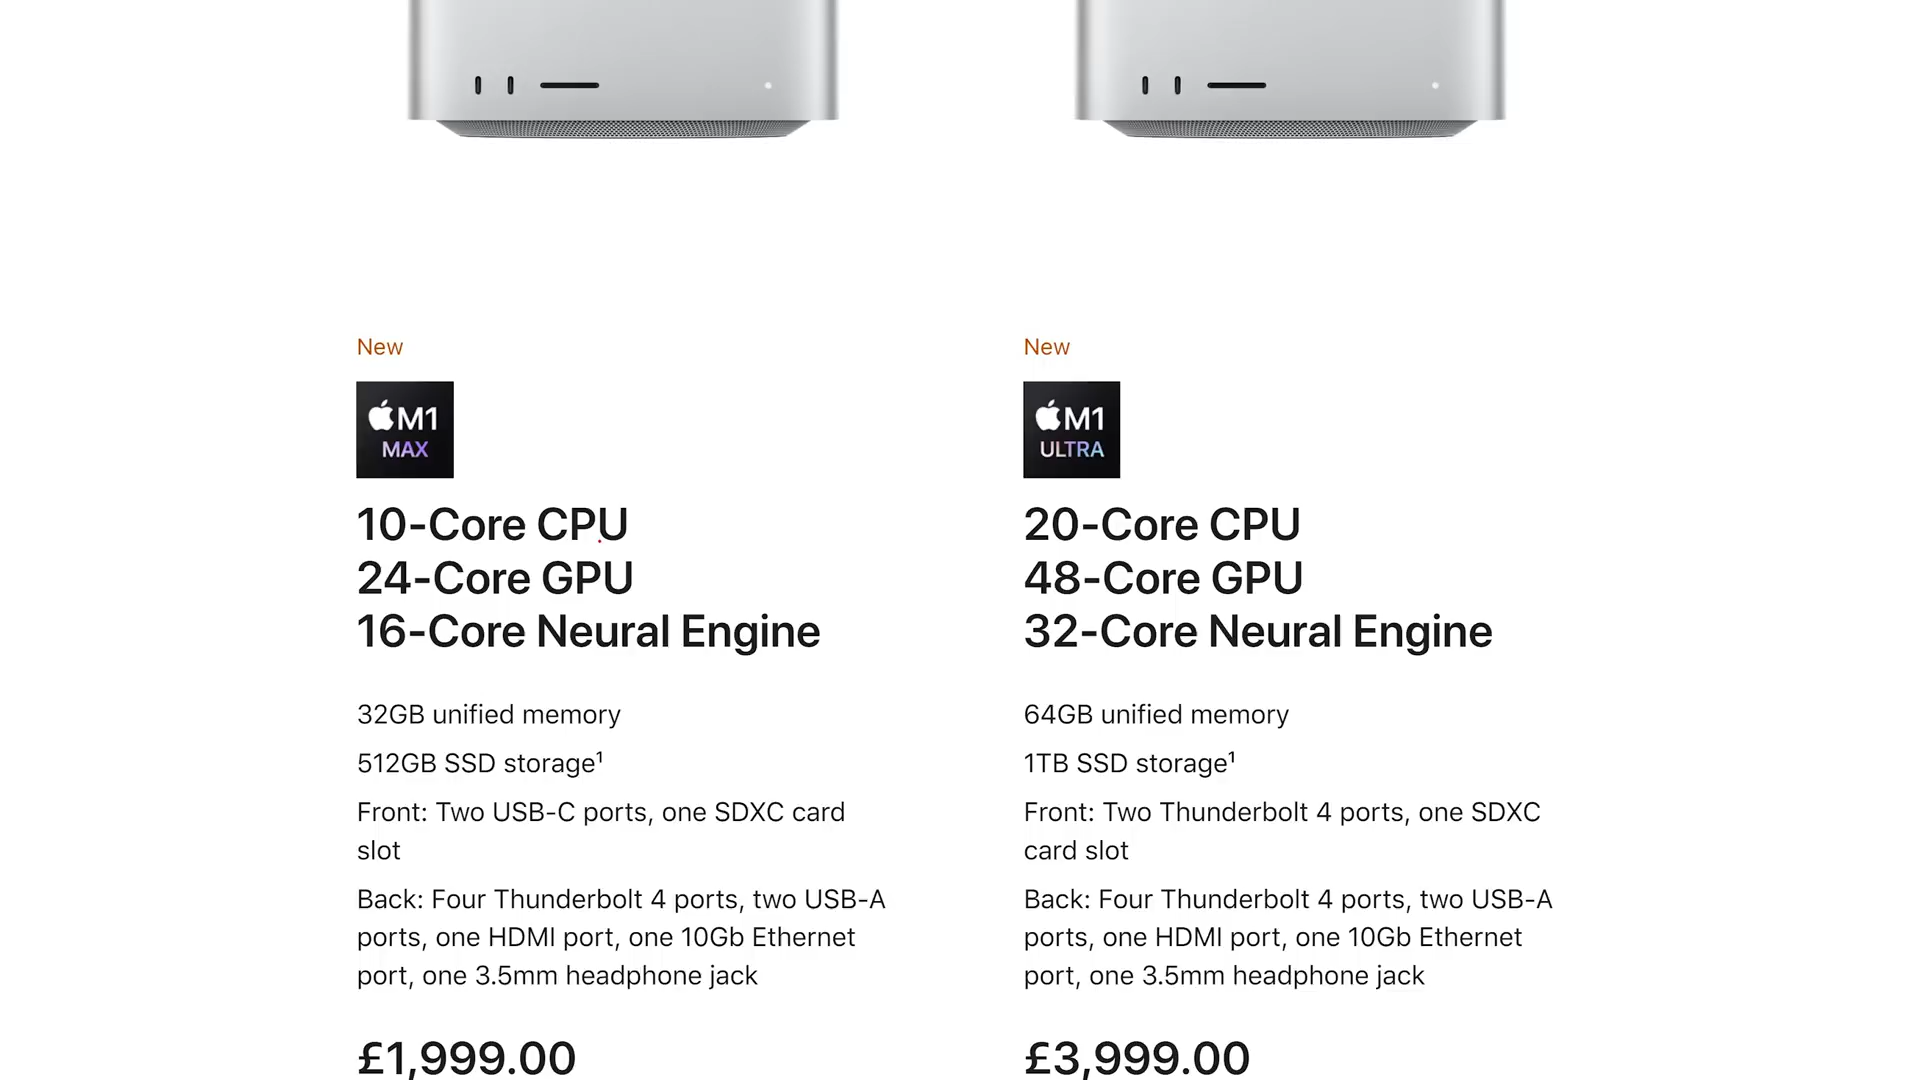 New
M1
MAX
10-Core CPU
24-Core GPU
16-Core Neural Engine
32GB unified memory
512GB SSD storage¹
Front: Two USB-C ports, one SDXC card
slot
Back: Four Thunderbolt 4 ports, two USB-A
ports, one HDMI port, one 10Gb Ethernet
port, one 3.5mm headphone jack
£1,999.00
New
M1
ULTRA
20-Core CPU
48-Core GPU
32-Core Neural Engine
64GB unified memory
1TB SSD storage¹
Front: Two Thunderbolt 4 ports, one SDXC
card slot
Back: Four Thunderbolt 4 ports, two USB-A
ports, one HDMI port, one 10Gb Ethernet
port, one 3.5mm headphone jack
£3,999.00